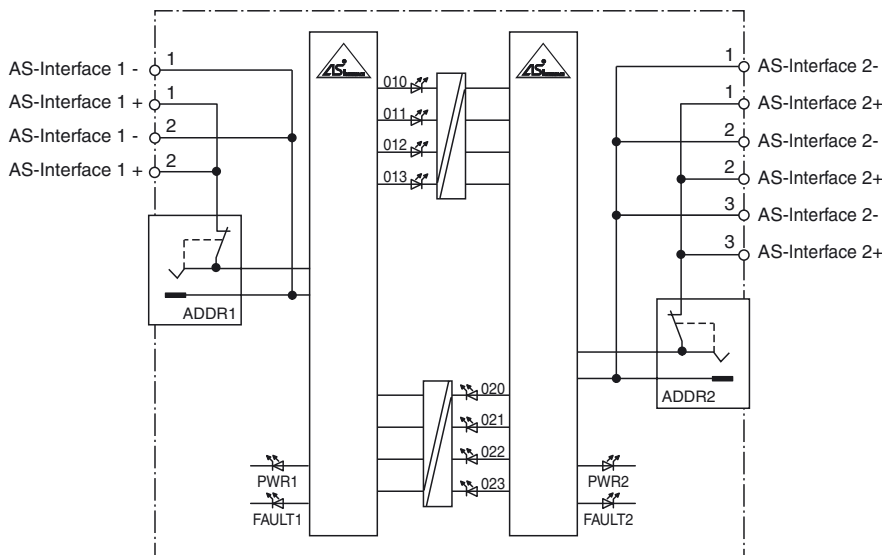 AS-Interface 1 - 1
AS-Interface 1 + 1
AS-Interface 1 - 2
AS-Interface 1 + 2
ADDR1
PWR1
FAULT1
ASi
010
011
012
013
020
021
022
023
ASi
1 AS-Interface 2-
1 AS-Interface 2+
2 AS-Interface 2-
2 AS-Interface 2+
3 AS-Interface 2-
3 AS-Interface 2+
ADDR2
PWR2
FAULT2